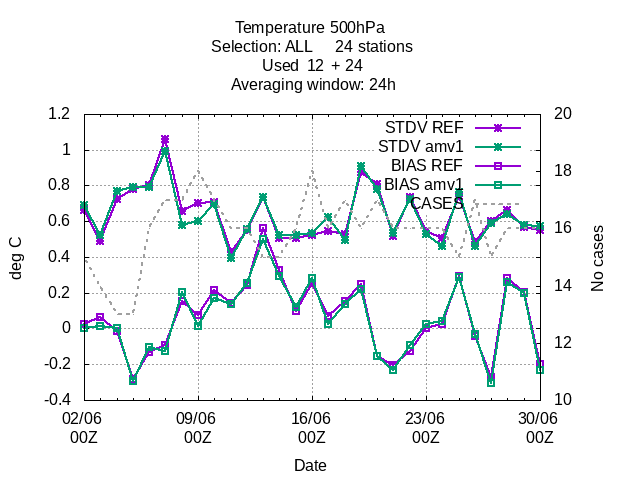 Temperature 500hPa
Selection: ALL 24 stations
Used 12 + 24
Averaging window: 24h
1.2
1
0.8
0.6
0.4
0.2
0
-0.2
-0.4
deg C
STDV REF
STDV amv1
BIAS REF
BIAS amv1
CASES
20
18
16
14
12
10
No cases
02/06 09/06 16/06 23/06 30/06
00Z 00Z 00Z 00Z 00Z
Date